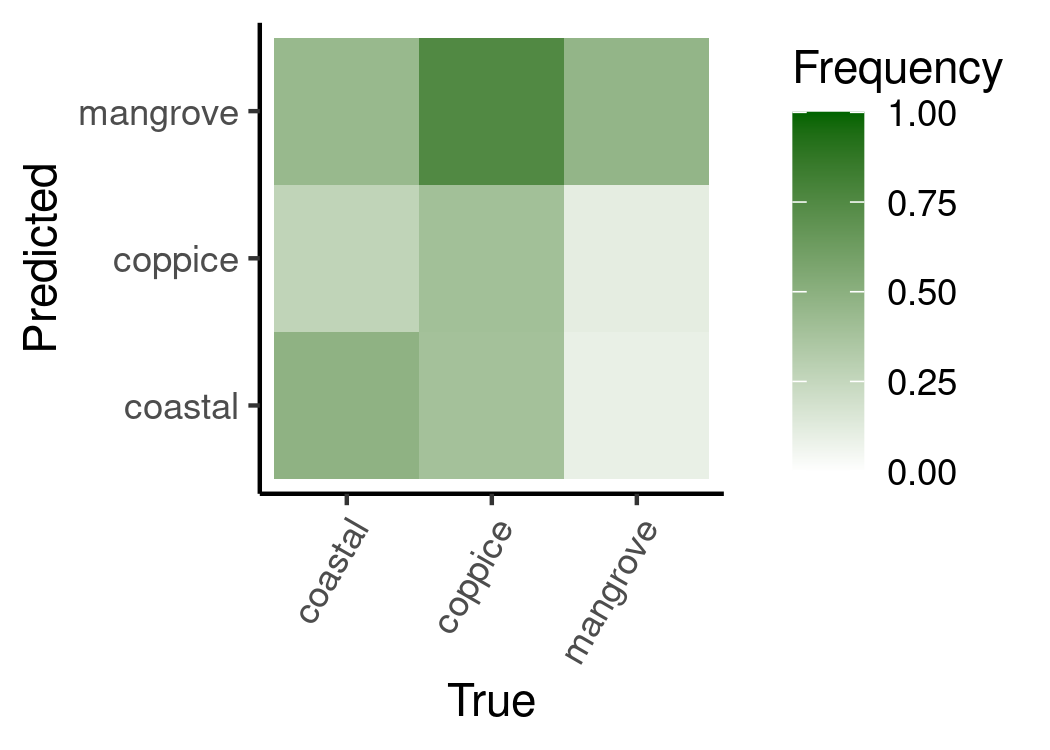 Predicted
mangrove
coppice
coastal
coastal
coppice
mangrove
True
Frequency
1.00
0.75
0.50
0.25
0.00